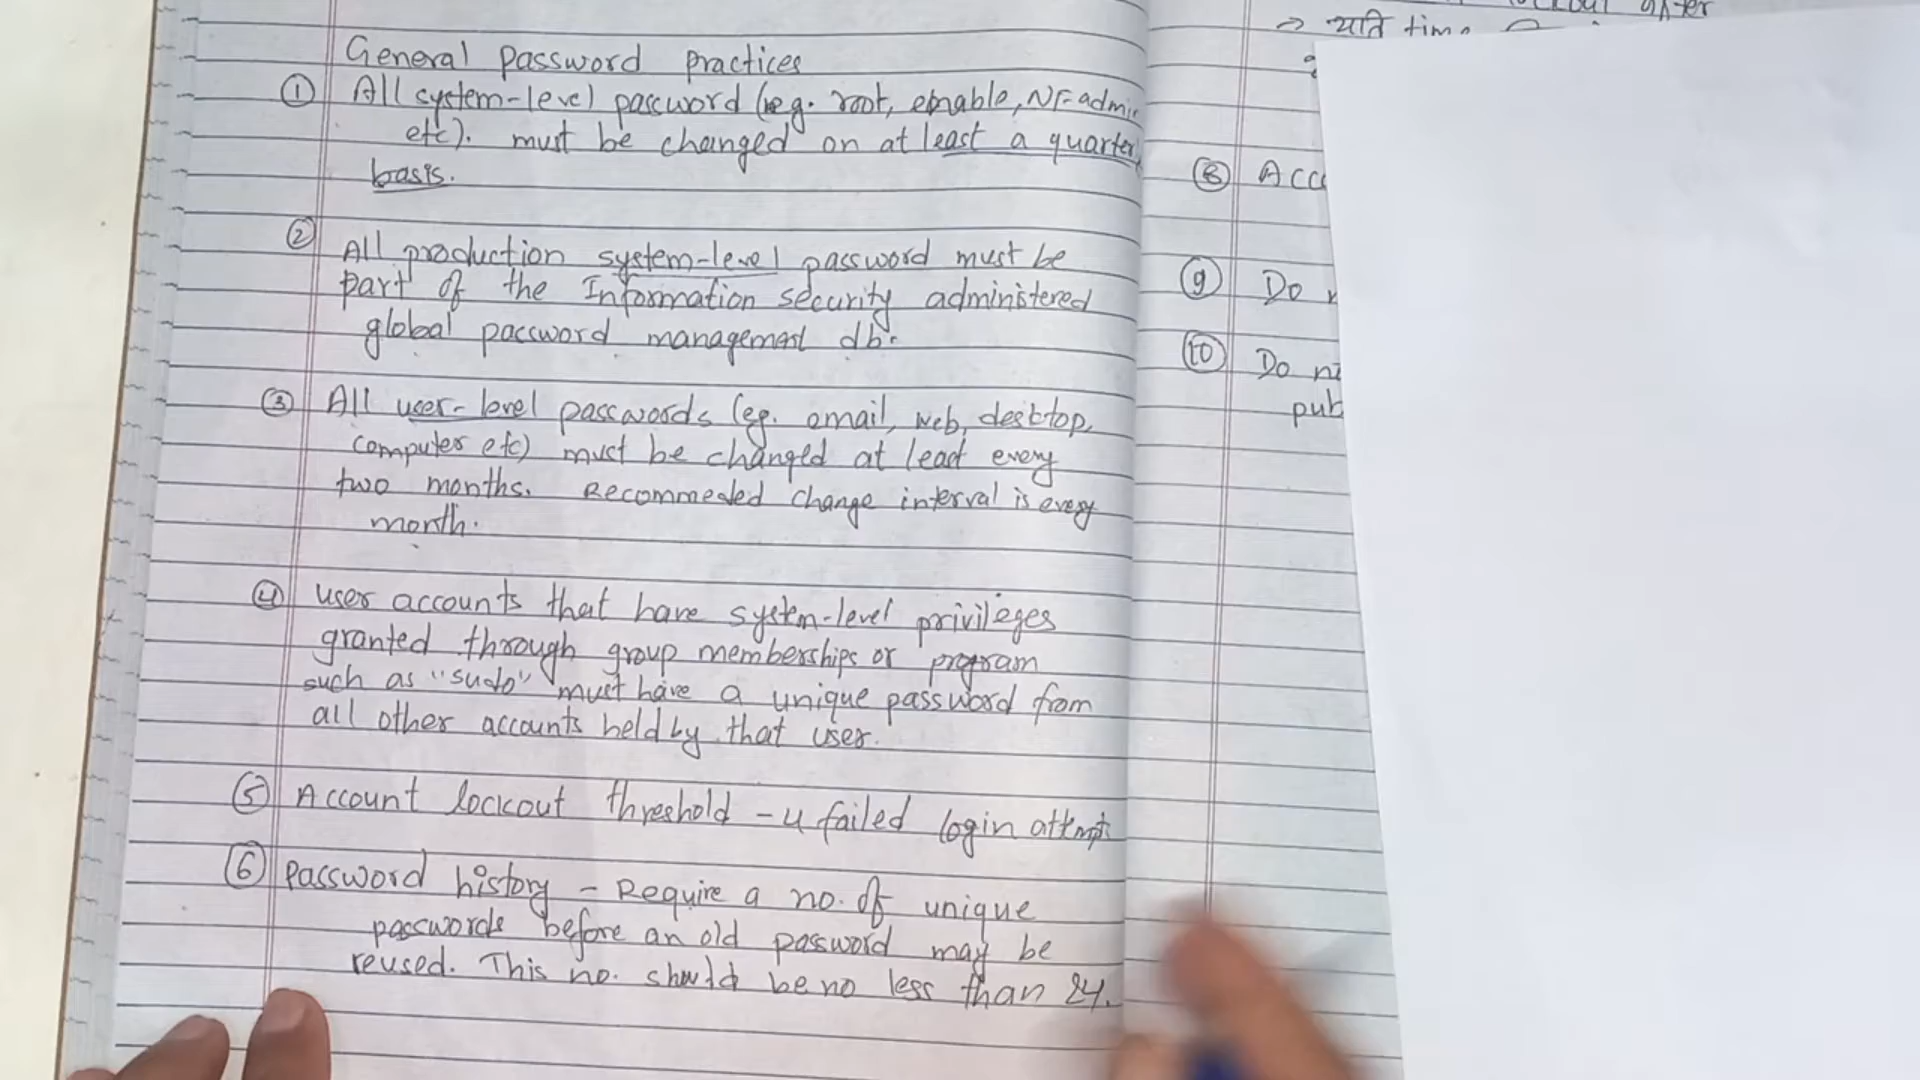 General password practices
① All system-level password (eg. root, enable, NT-admi
etc). must be changed on at least a quarter
basis.
② All production system-level password must be
part of the Information security administered
global password management db.
③ All user-level passwords (eg. email, web, desktop,
computer etc) must be changed at least every
two months. Recommended change interval is every
month.
④ user accounts that have system-level privileges
granted through group memberships or program
such as "sudo" must have a unique password from
all other accounts held by that user.
⑤ Account lockout threshold - 4 failed login attempt
⑥ password history - Require a no. of unique
passwords before an old password may be
reused. This no. should be no less than 24.
after
→ यदि time
⑧ Acc
⑨ Do
⑩ Do
pub